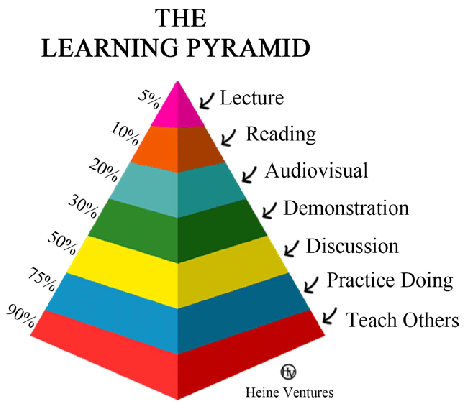 THE
LEARNING PYRAMID
5%
Lecture
10%
Reading
20%
Audiovisual
30%
Demonstration
50%
Discussion
75%
Practice Doing
90%
Teach Others
HV
Heine Ventures